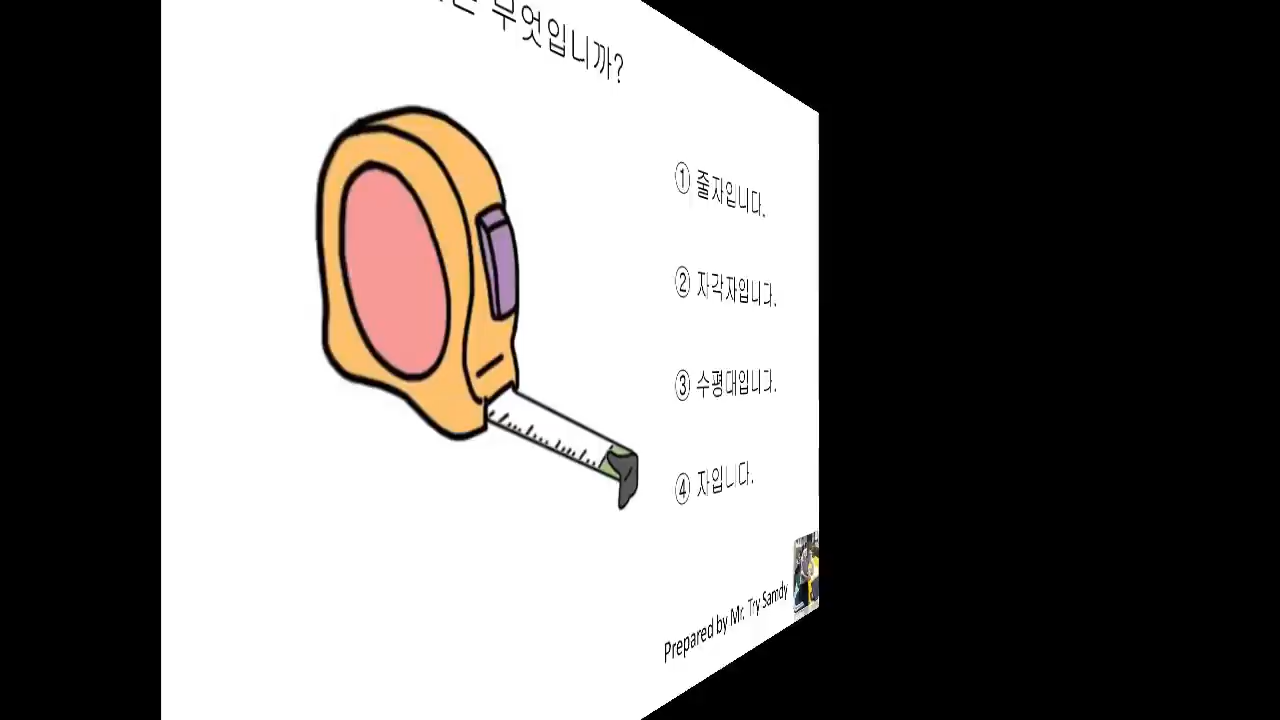 무엇입니까?
① 줄자입니다.
② 자각자입니다.
③ 수평대입니다.
④ 자입니다.
Prepared by Mr. Try Samdy